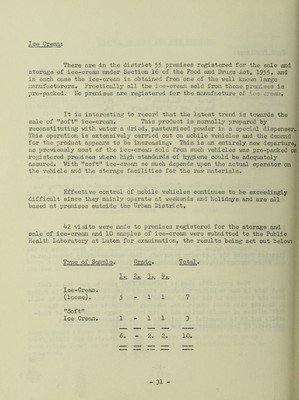 Ice Cream:
There are in the district 55 premises registered for the sale and
storage of ice-cream under Section 16 of the Food and Drugs Act, 1955, and
in each case the ice-cream is obtained from one of the well known large
manufacturers. Practically all the ice-cream sold from these premises is
pre-packed. No premises are registered for the manufacture of ice-cream.
It is interesting to record that the latest trend is towards the
sale of "soft" ice-cream. This product is normally prepared by
reconstituting with water a dried, pasteurised powder in a special dispenser.
This operation is extensively carried out on mobile vehicles and the demand
for the product appears to be increasing. This is an entirely new departure,
as previously most of the ice-cream sold from such vehicles was pre-packed on
registered premises where high standards of hygiene could be adequately
assured. With "soft" ice-cream so much depends upon the actual operator on
the vehicle and the storage facilities for the raw materials.
Effective control of mobile vehicles continues to be exceedingly
difficult since they mainly operate at weekends and holidays and are all
based at premises outside the Urban District.
42 visits were made to premises registered for the storage and
sale of ice-cream and 10 samples of ice-cream were submitted to the Public
Health Laboratory at Luton for examination, the results being set out below:
Type of Sample. Grade. Total.
1. 2. 3. 4.
Ice-Cream.
(loose). 5 - 1 1 7
"Soft"
Ice Cream. 1 - 1 1 3
6. - 2. 2. 10.
- 31 -